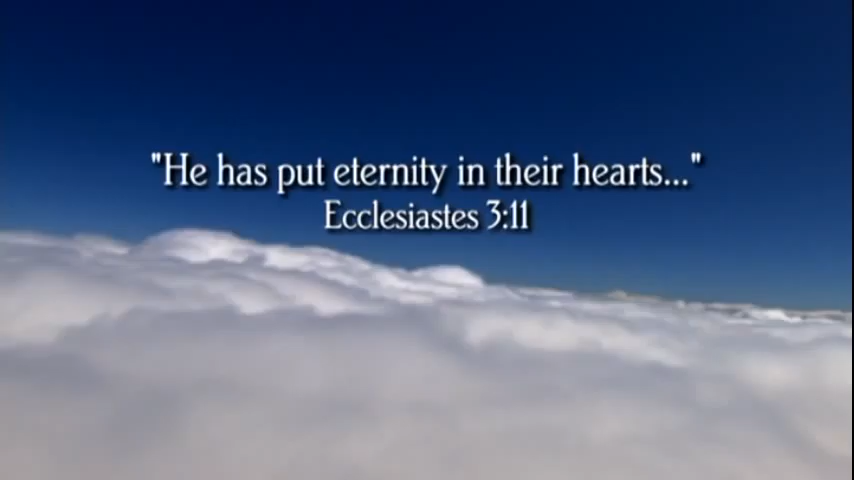 "He has put eternity in their hearts..."
Ecclesiastes 3:11